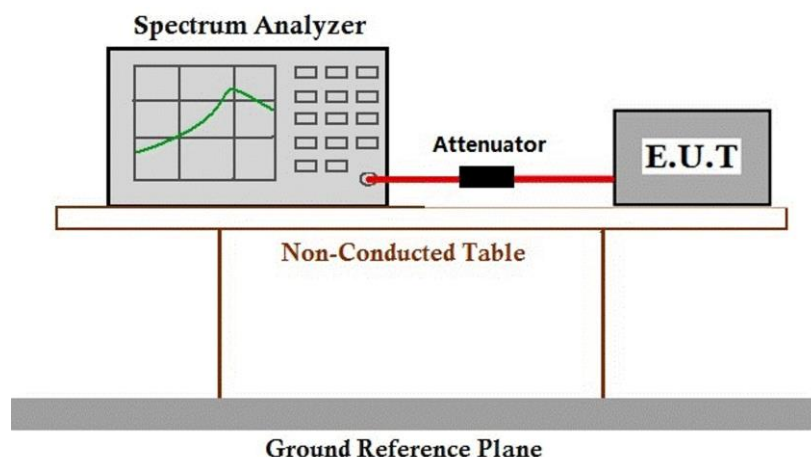 Spectrum Analyzer
Attenuator
E.U.T
Non-Conducted Table
Ground Reference Plane